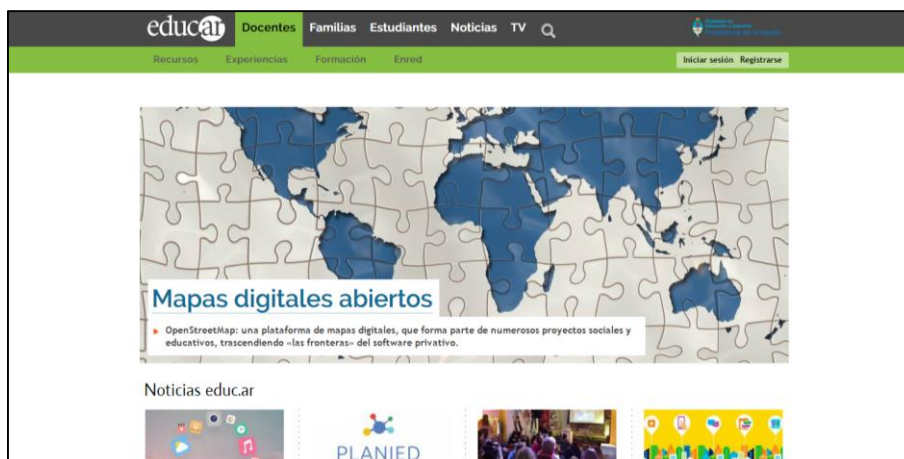 educar Docentes Familias Estudiantes Noticias TV
Recursos Experiencias Formación Enred Iniciar sesión Registrarse
Mapas digitales abiertos
OpenStreetMap: una plataforma de mapas digitales, que forma parte de numerosos proyectos sociales y
educativos, trascendiendo «las fronteras» del software privativo.
Noticias educ.ar
PLANIED